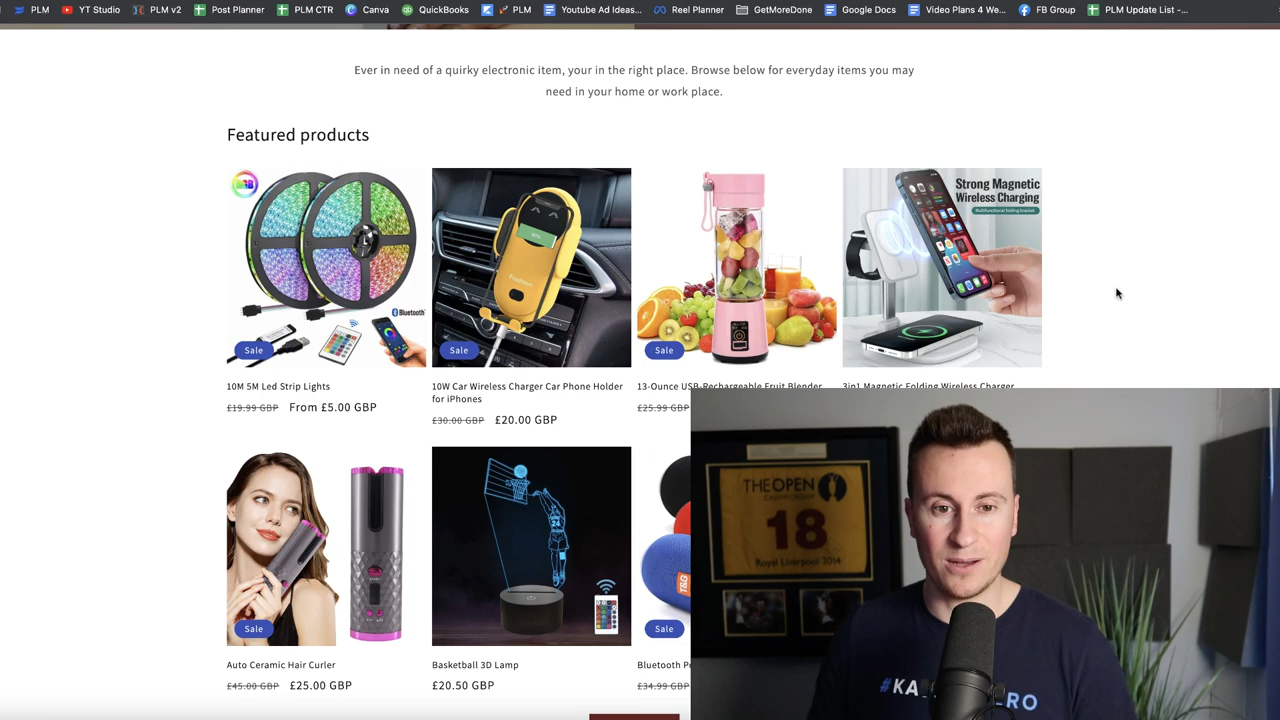 PLM
YT Studio
PLM v2
Post Planner
PLM CTR
Canva
QuickBooks
PLM
Youtube Ad Ideas...
Reel Planner
GetMoreDone
Google Docs
Video Plans 4 We...
FB Group
PLM Update List -...
Ever in need of a quirky electronic item, your in the right place. Browse below for everyday items you may
need in your home or work place.
Featured products
Bluetooth
Sale
10M 5M Led Strip Lights
£19.99 GBP From £5.00 GBP
Sale
10W Car Wireless Charger Car Phone Holder
for iPhones
£30.00 GBP £20.00 GBP
Sale
13-Ounce USB Rechargeable Fruit Blender
£25.99 GBP
Strong Magnetic
Wireless Charging
Multifunctional folding bracket
3in1 Magnetic Folding Wireless Charger
Sale
Auto Ceramic Hair Curler
£45.00 GBP £25.00 GBP
24
Basketball 3D Lamp
£20.50 GBP
T&G
Sale
Bluetooth
£34.99 GBP
THE OPEN
18
Royal Liverpool 2014